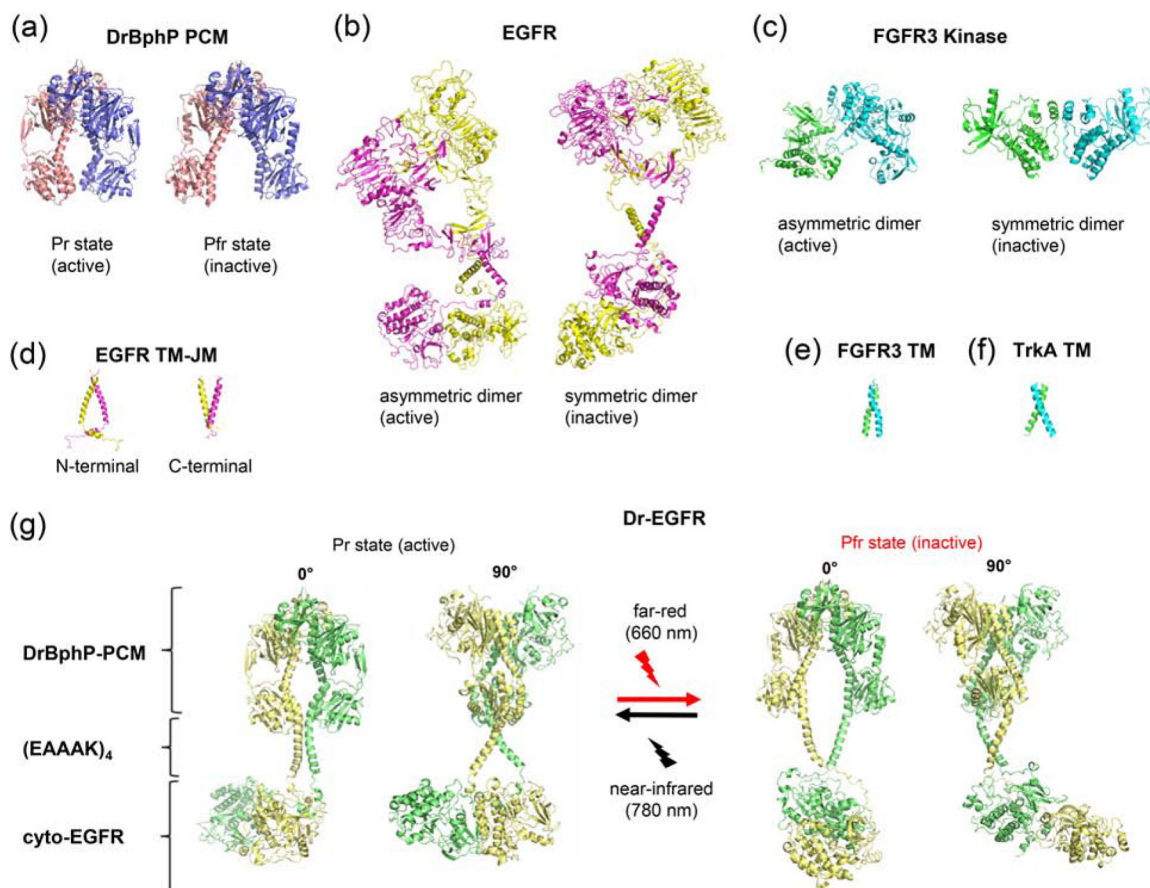 (a)
DrBphP PCM
Pr state
(active)
Pfr state
(inactive)
(b)
EGFR
asymmetric dimer
(active)
symmetric dimer
(inactive)
(c)
FGFR3 Kinase
asymmetric dimer
(active)
symmetric dimer
(inactive)
(d)
EGFR TM-JM
N-terminal
C-terminal
(e)
FGFR3 TM
(f)
TrkA TM
(g)
Dr-EGFR
Pr state (active)
0°
90°
DrBphP-PCM
(EAAAK)4
cyto-EGFR
far-red
(660 nm)
near-infrared
(780 nm)
Pfr state (inactive)
0°
90°